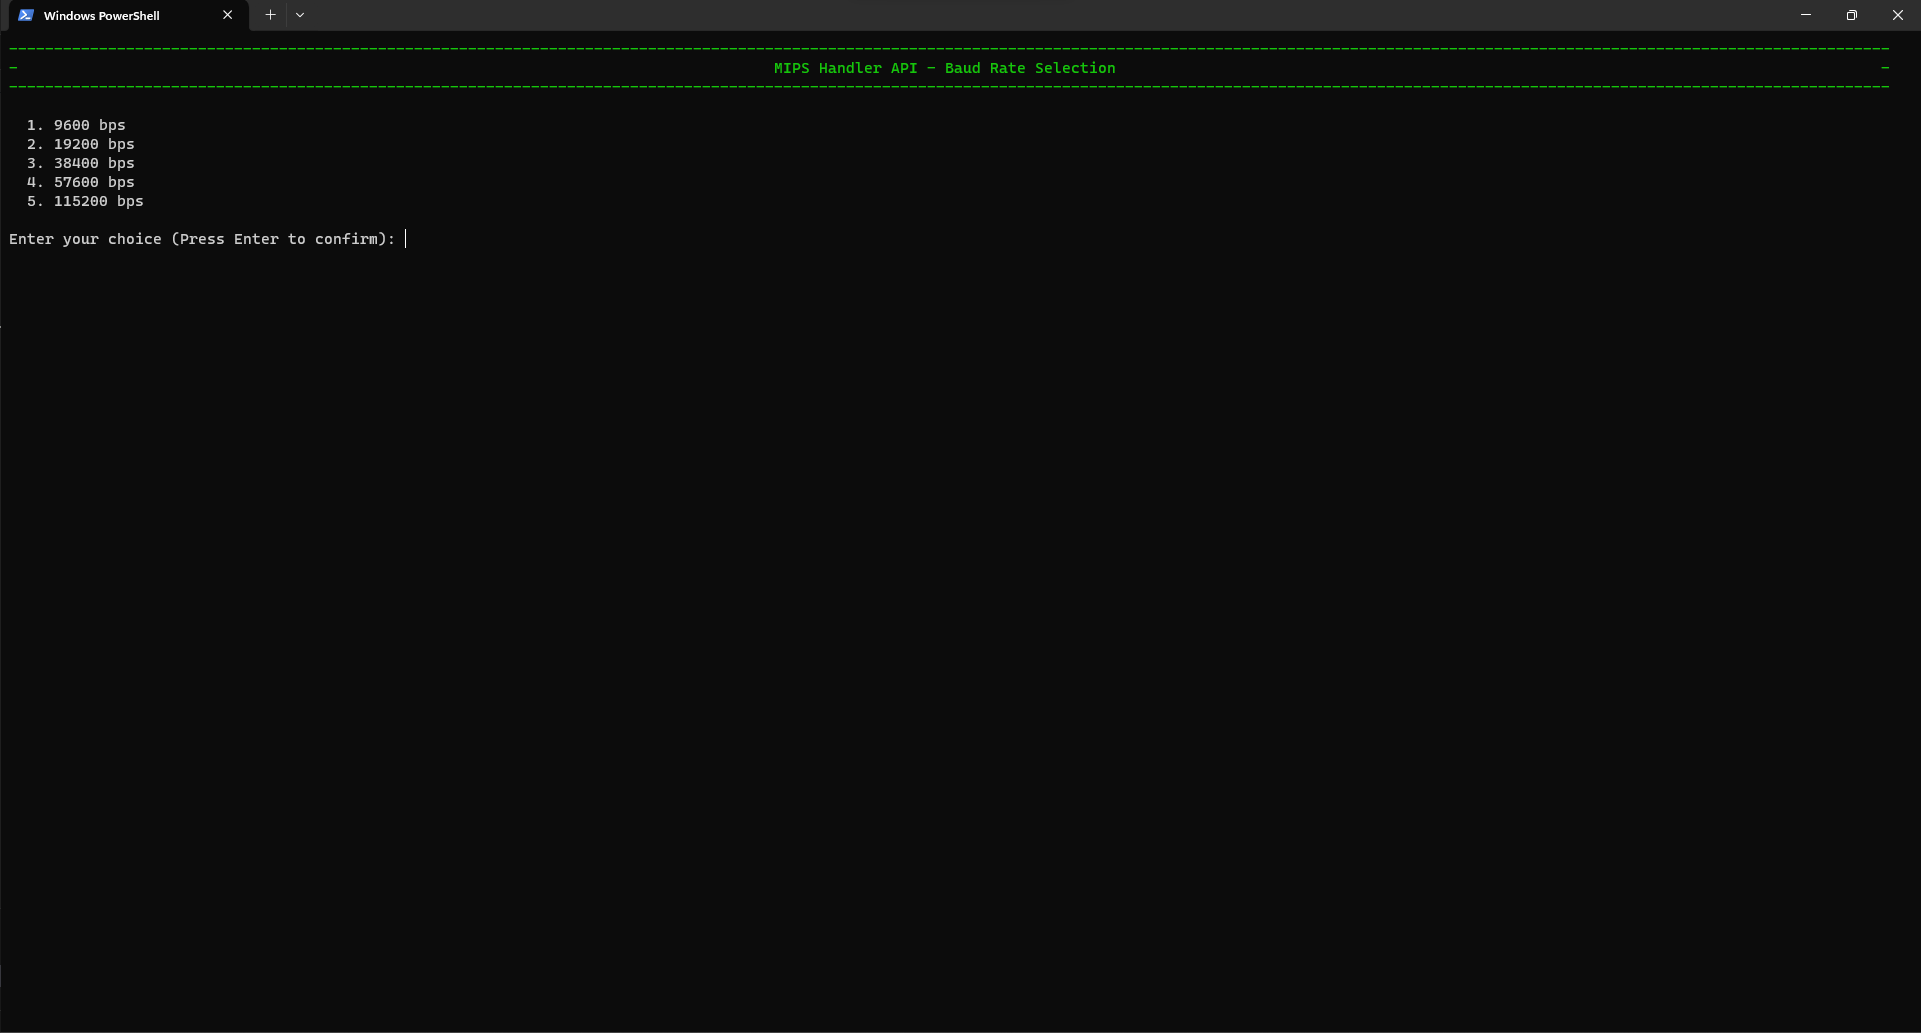 Windows PowerShell
-----------------------------------------------------------------------------------------------------------------------------------------------------------------------------------------------------------------
- MIPS Handler API - Baud Rate Selection -
-----------------------------------------------------------------------------------------------------------------------------------------------------------------------------------------------------------------
1. 9600 bps
2. 19200 bps
3. 38400 bps
4. 57600 bps
5. 115200 bps
Enter your choice (Press Enter to confirm):